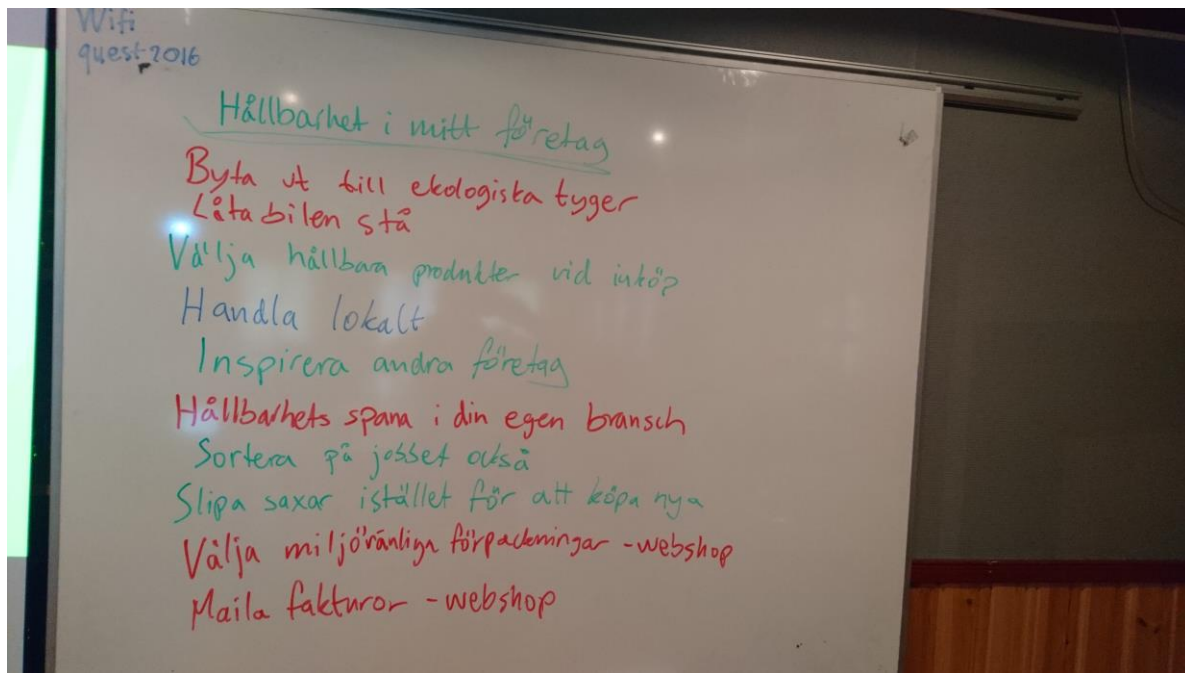 Wifi
quest-2016
Hållbarhet i mitt företag
Byta ut till ekologiska tyger
Låta bilen stå
Välja hållbara produkter vid inköp
Handla lokalt
Inspirera andra företag
Hållbarhets spana i din egen bransch
Sortera på jobbet också
Slipa saxar istället för att köpa nya
Välja miljövänliga förpackningar - webshop
Maila fakturor - webshop